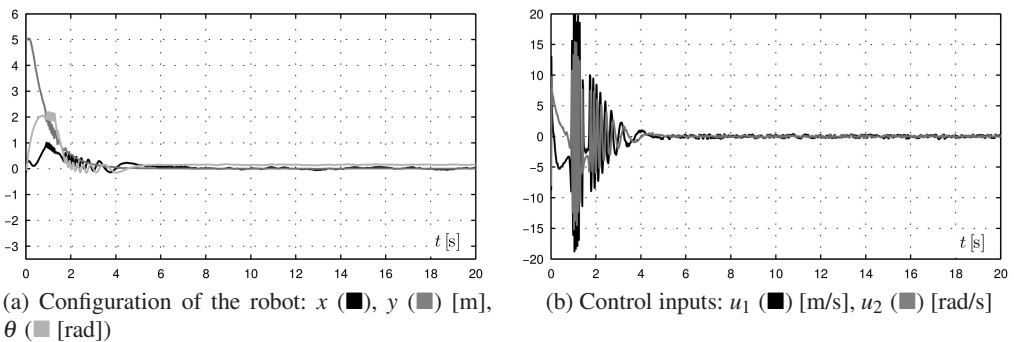 6
5
4
3
2
1
0
−1
−2
−3
0 2 4 6 8 10 12 14 16 18 20
t [s]
20
15
10
5
0
−5
−10
−15
−20
0 2 4 6 8 10 12 14 16 18 20
t [s]
(a) Configuration of the robot: x (■), y (■) [m],
θ (■ [rad])
(b) Control inputs: u₁ (■) [m/s], u₂ (■) [rad/s]